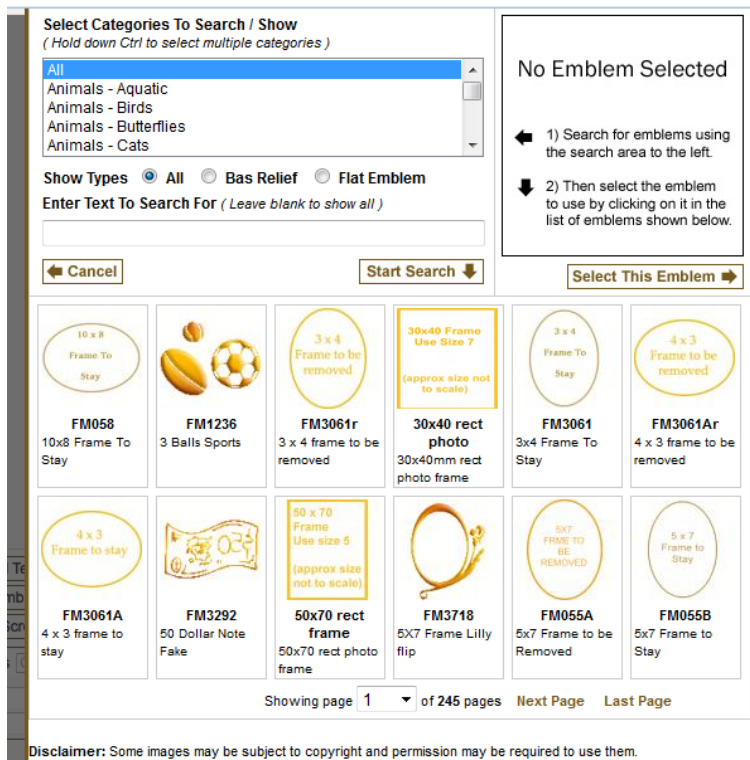 Select Categories To Search / Show
( Hold down Ctrl to select multiple categories )
All
Animals - Aquatic
Animals - Birds
Animals - Butterflies
Animals - Cats
Show Types All Bas Relief Flat Emblem
Enter Text To Search For ( Leave blank to show all )
Cancel
Start Search
No Emblem Selected
1) Search for emblems using
the search area to the left.
2) Then select the emblem
to use by clicking on it in the
list of emblems shown below.
Select This Emblem
10 x 8
Frame To
Stay
FM058
10x8 Frame To
Stay
FM1236
3 Balls Sports
3 x 4
Frame to be
removed
FM3061r
3 x 4 frame to be
removed
30x40 Frame
Use Size 7
(approx size not
to scale)
30x40 rect
photo
30x40mm rect
photo frame
3 x 4
Frame To
Stay
FM3061
3x4 Frame To
Stay
4 x 3
Frame to be
removed
FM3061Ar
4 x 3 frame to be
removed
4 x 3
Frame to stay
FM3061A
4 x 3 frame to
stay
FM3292
50 Dollar Note
Fake
50 x 70
Frame
Use size 5
(approx size
not to scale)
50x70 rect
frame
50x70 rect photo
frame
FM3718
5X7 Frame Lilly
flip
5X7
FRME TO
BE
REMOVED
FM055A
5x7 Frame to be
Removed
5 x 7
Frame to
Stay
FM055B
5x7 Frame to
Stay
Showing page 1 of 245 pages Next Page Last Page
Disclaimer: Some images may be subject to copyright and permission may be required to use them.